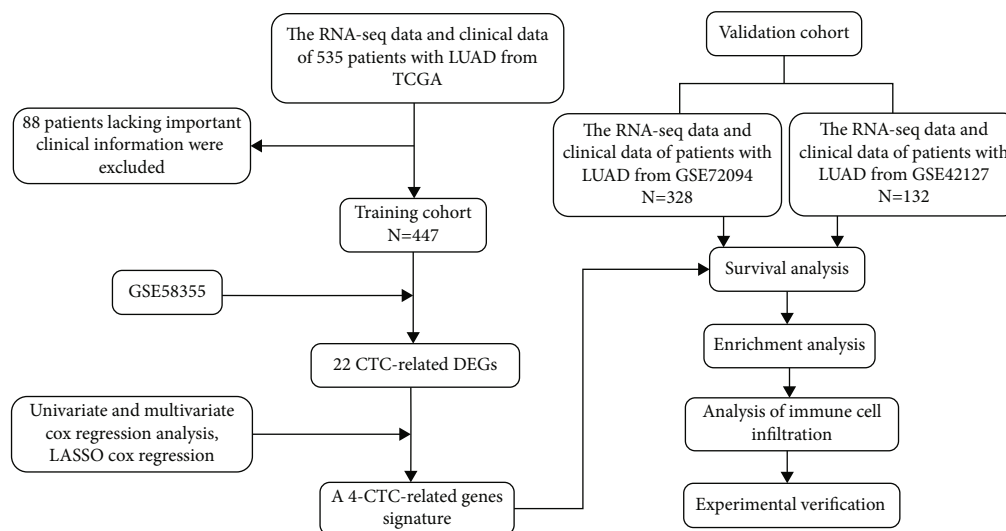 The RNA-seq data and clinical data
of 535 patients with LUAD from
TCGA
88 patients lacking important
clinical information were
excluded
Training cohort
N=447
GSE58355
22 CTC-related DEGs
Univariate and multivariate
cox regression analysis,
LASSO cox regression
A 4-CTC-related genes
signature
Validation cohort
The RNA-seq data and
clinical data of patients with
LUAD from GSE72094
N=328
The RNA-seq data and
clinical data of patients with
LUAD from GSE42127
N=132
Survival analysis
Enrichment analysis
Analysis of immune cell
infiltration
Experimental verification